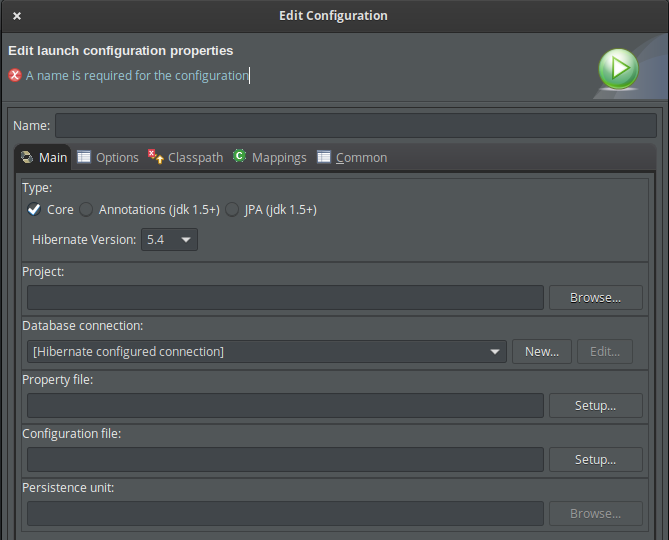 Edit Configuration
Edit launch configuration properties
A name is required for the configuration
Name:
Main Options Classpath Mappings Common
Type:
Core Annotations (jdk 1.5+) JPA (jdk 1.5+)
Hibernate Version: 5.4
Project:
Browse...
Database connection:
[Hibernate configured connection] New... Edit...
Property file:
Setup...
Configuration file:
Setup...
Persistence unit:
Browse...